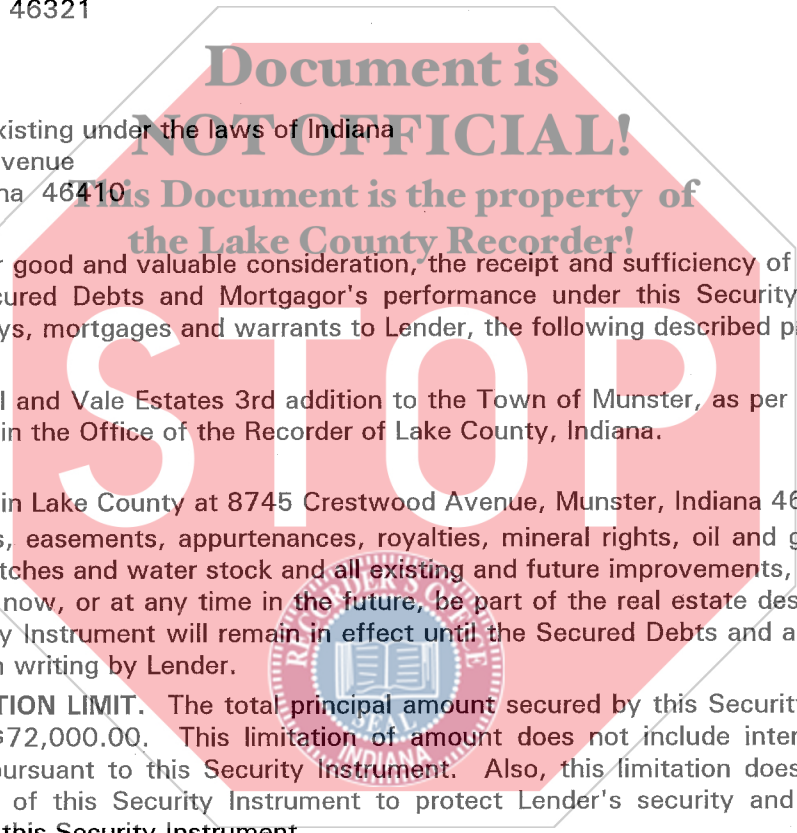 46321
Document is
existing under the laws of Indiana
NOT OFFICIAL!
venue
na 46410
This Document is the property of
the Lake County Recorder!
r good and valuable consideration, the receipt and sufficiency of
cured Debts and Mortgagor's performance under this Security
ys, mortgages and warrants to Lender, the following described p
STOP
l and Vale Estates 3rd addition to the Town of Munster, as per
in the Office of the Recorder of Lake County, Indiana.
in Lake County at 8745 Crestwood Avenue, Munster, Indiana 46
s, easements, appurtenances, royalties, mineral rights, oil and g
tches and water stock and all existing and future improvements,
now, or at any time in the future, be part of the real estate des
y Instrument will remain in effect until the Secured Debts and a
n writing by Lender.
RECORDER'S OFFICE
SEAL
INDIANA
TION LIMIT. The total principal amount secured by this Securit
$72,000.00. This limitation of amount does not include inter
pursuant to this Security Instrument. Also, this limitation does
of this Security Instrument to protect Lender's security and
this Security Instrument